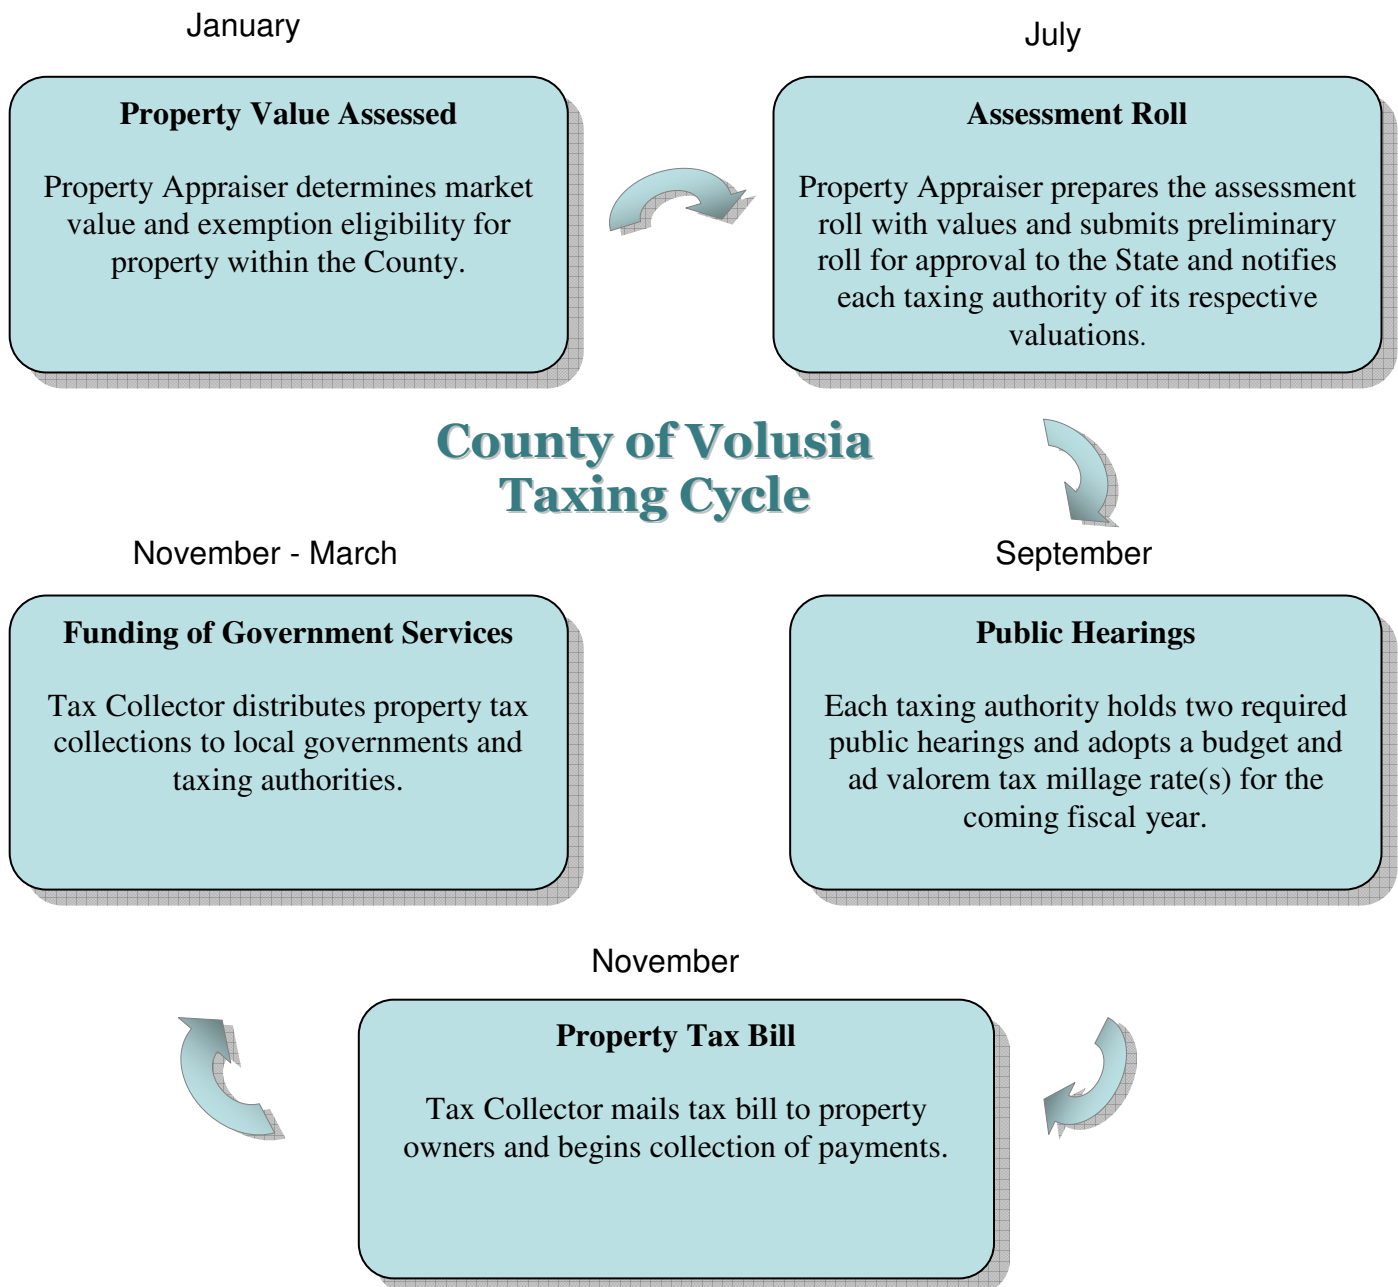 January
Property Value Assessed
Property Appraiser determines market
value and exemption eligibility for
property within the County.
July
Assessment Roll
Property Appraiser prepares the assessment
roll with values and submits preliminary
roll for approval to the State and notifies
each taxing authority of its respective
valuations.
County of Volusia
Taxing Cycle
September
Public Hearings
Each taxing authority holds two required
public hearings and adopts a budget and
ad valorem tax millage rate(s) for the
coming fiscal year.
November
Property Tax Bill
Tax Collector mails tax bill to property
owners and begins collection of payments.
November - March
Funding of Government Services
Tax Collector distributes property tax
collections to local governments and
taxing authorities.